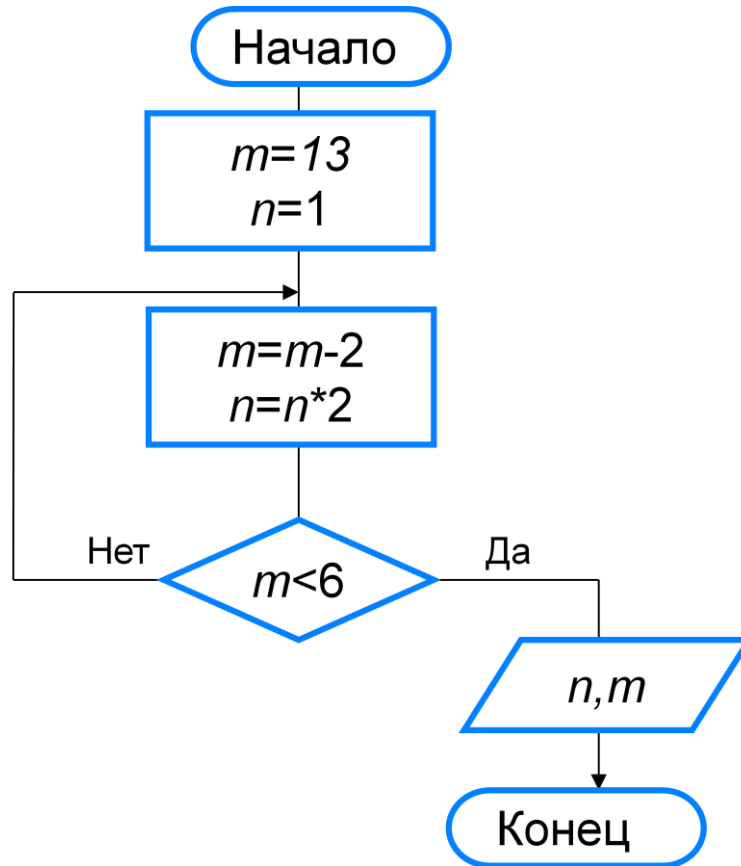 Начало
m=13
n=1
m=m-2
n=n*2
Нет
m<6
Да
n,m
Конец